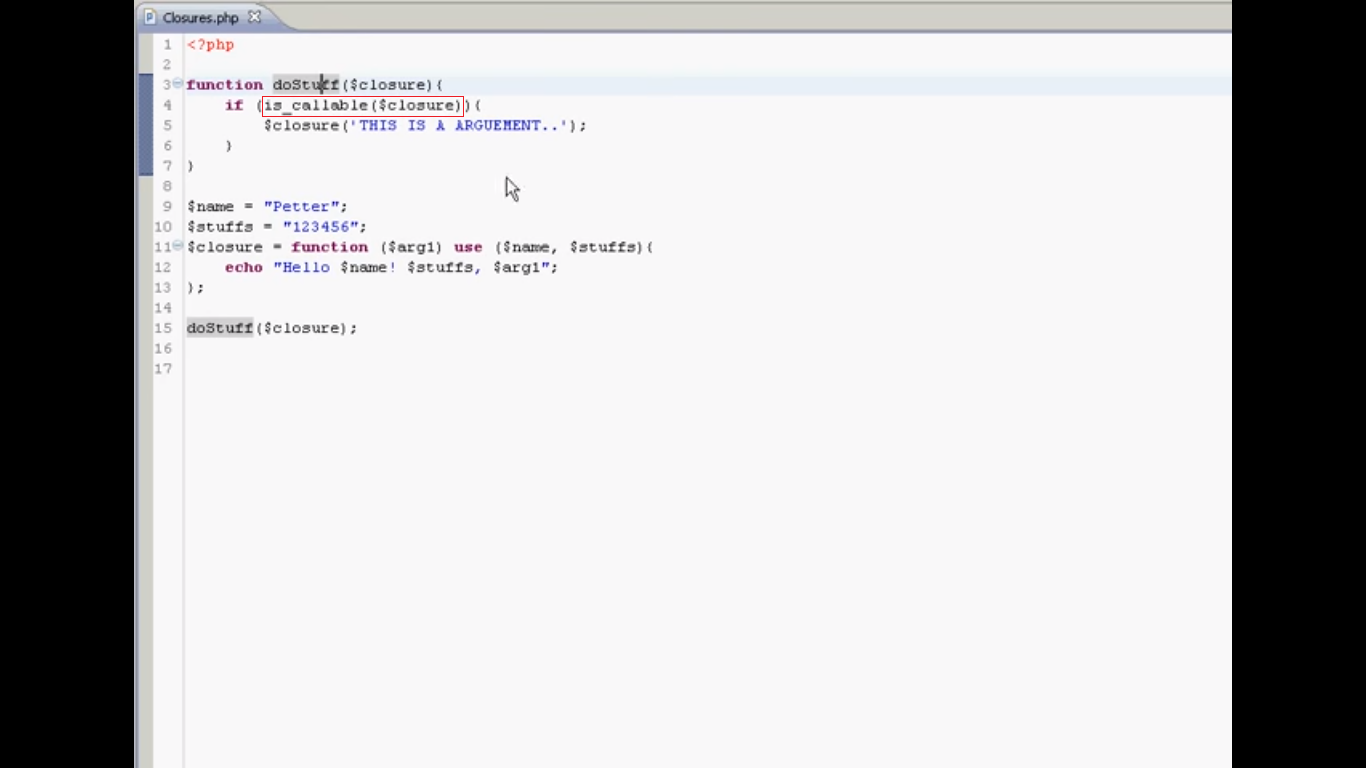 Closures.php
1 <?php
2
3 function doStuff($closure){
4 if (is_callable($closure)){
5 $closure('THIS IS A ARGUEMENT..');
6 }
7 }
8
9 $name = "Petter";
10 $stuffs = "123456";
11 $closure = function ($arg1) use ($name, $stuffs){
12 echo "Hello $name! $stuffs, $arg1";
13 };
14
15 doStuff($closure);
16
17